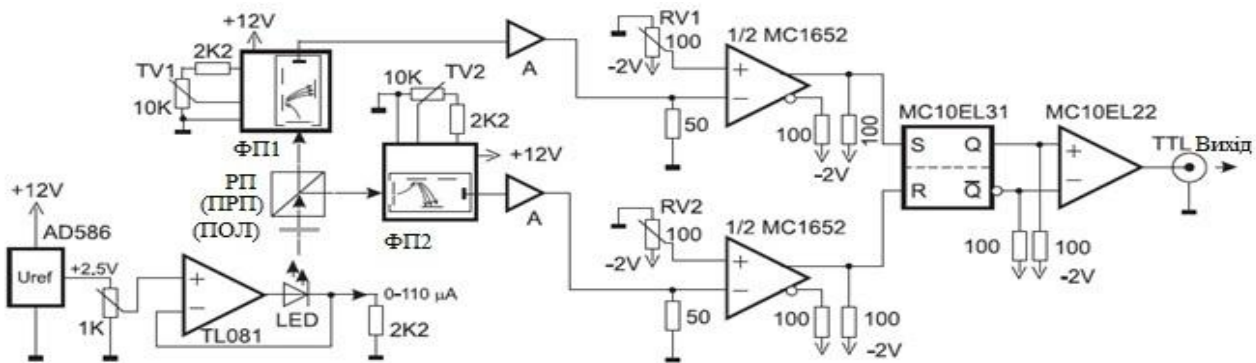 +12V
2K2
TV1
10K
ФП1
A
10K
TV2
2K2
+12V
ФП2
A
РП
(ПРП)
(ПОЛ)
+12V
AD586
Uref
+2.5V
1K
+
−
TL081
LED
0-110 µA
2K2
RV1
100
-2V
1/2 MC1652
+
−
50
100
100
-2V
RV2
100
-2V
1/2 MC1652
+
−
50
100
100
-2V
MC10EL31
S Q
R Q
100
100
-2V
MC10EL22
+
−
TTL Вихід